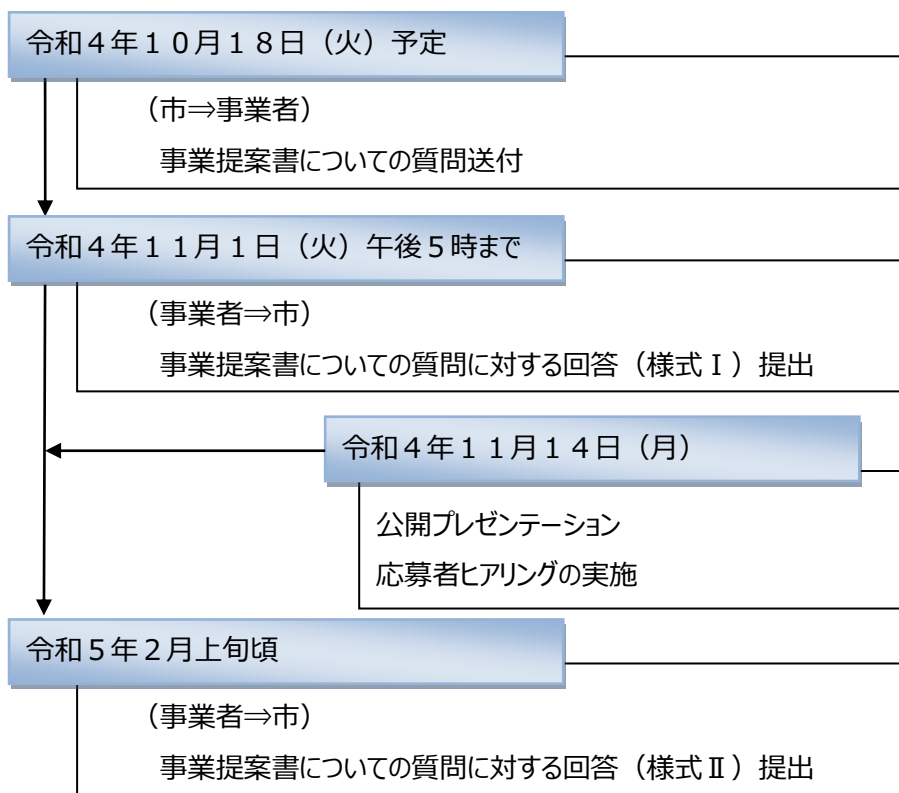 令和４年１０月１８日（火）予定
（市⇒事業者）
事業提案書についての質問送付
令和４年１１月１日（火）午後５時まで
（事業者⇒市）
事業提案書についての質問に対する回答（様式Ⅰ）提出
令和４年１１月１４日（月）
公開プレゼンテーション
応募者ヒアリングの実施
令和５年２月上旬頃
（事業者⇒市）
事業提案書についての質問に対する回答（様式Ⅱ）提出